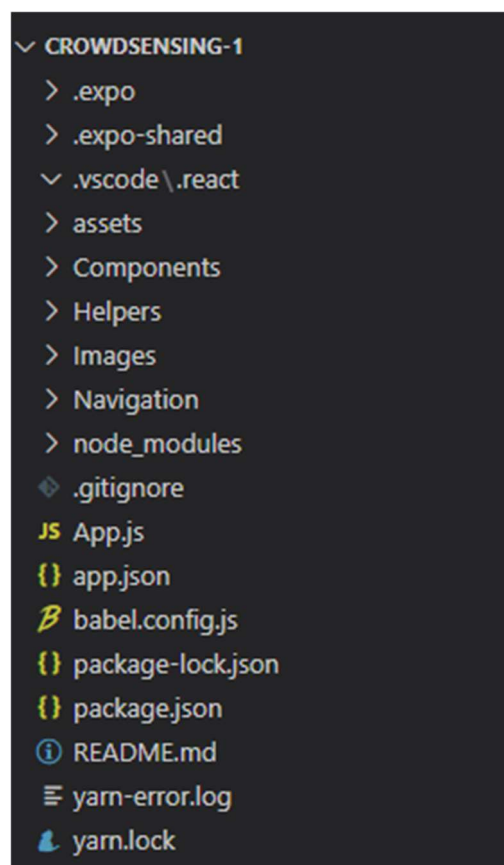 CROWDSENSING-1
.expo
.expo-shared
.vscode\.react
assets
Components
Helpers
Images
Navigation
node_modules
.gitignore
JS App.js
{} app.json
B babel.config.js
{} package-lock.json
{} package.json
README.md
yarn-error.log
yarn.lock